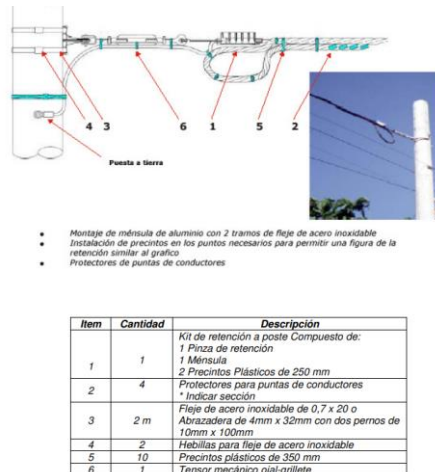 4 3 6 1 5 2
Puesta a tierra
Montaje de ménsula de aluminio con 2 tramos de fleje de acero inoxidable
Instalación de precintos en los puntos necesarios para permitir una figura de la
retención similar al grafico
Protectores de puntas de conductores
Item Cantidad Descripción
1 1 Kit de retención a poste Compuesto de:
1 Pinza de retención
1 Ménsula
2 Precintos Plásticos de 250 mm
2 4 Protectores para puntas de conductores
* Indicar sección
3 2 m Fleje de acero inoxidable de 0,7 x 20 o
Abrazadera de 4mm x 32mm con dos pernos de
10mm x 100mm
4 2 Hebillas para fleje de acero inoxidable
5 10 Precintos plásticos de 350 mm
6 1 Tensor mecánico ojal-grillete